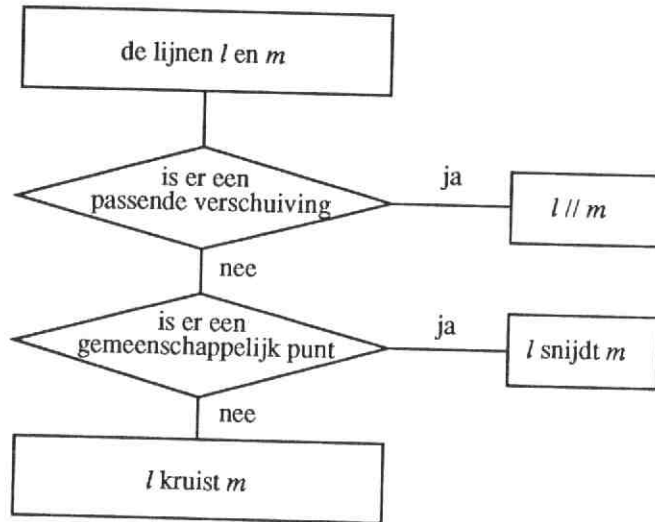 de lijnen l en m
is er een
passende verschuiving
ja
l // m
nee
is er een
gemeenschappelijk punt
ja
l snijdt m
nee
l kruist m